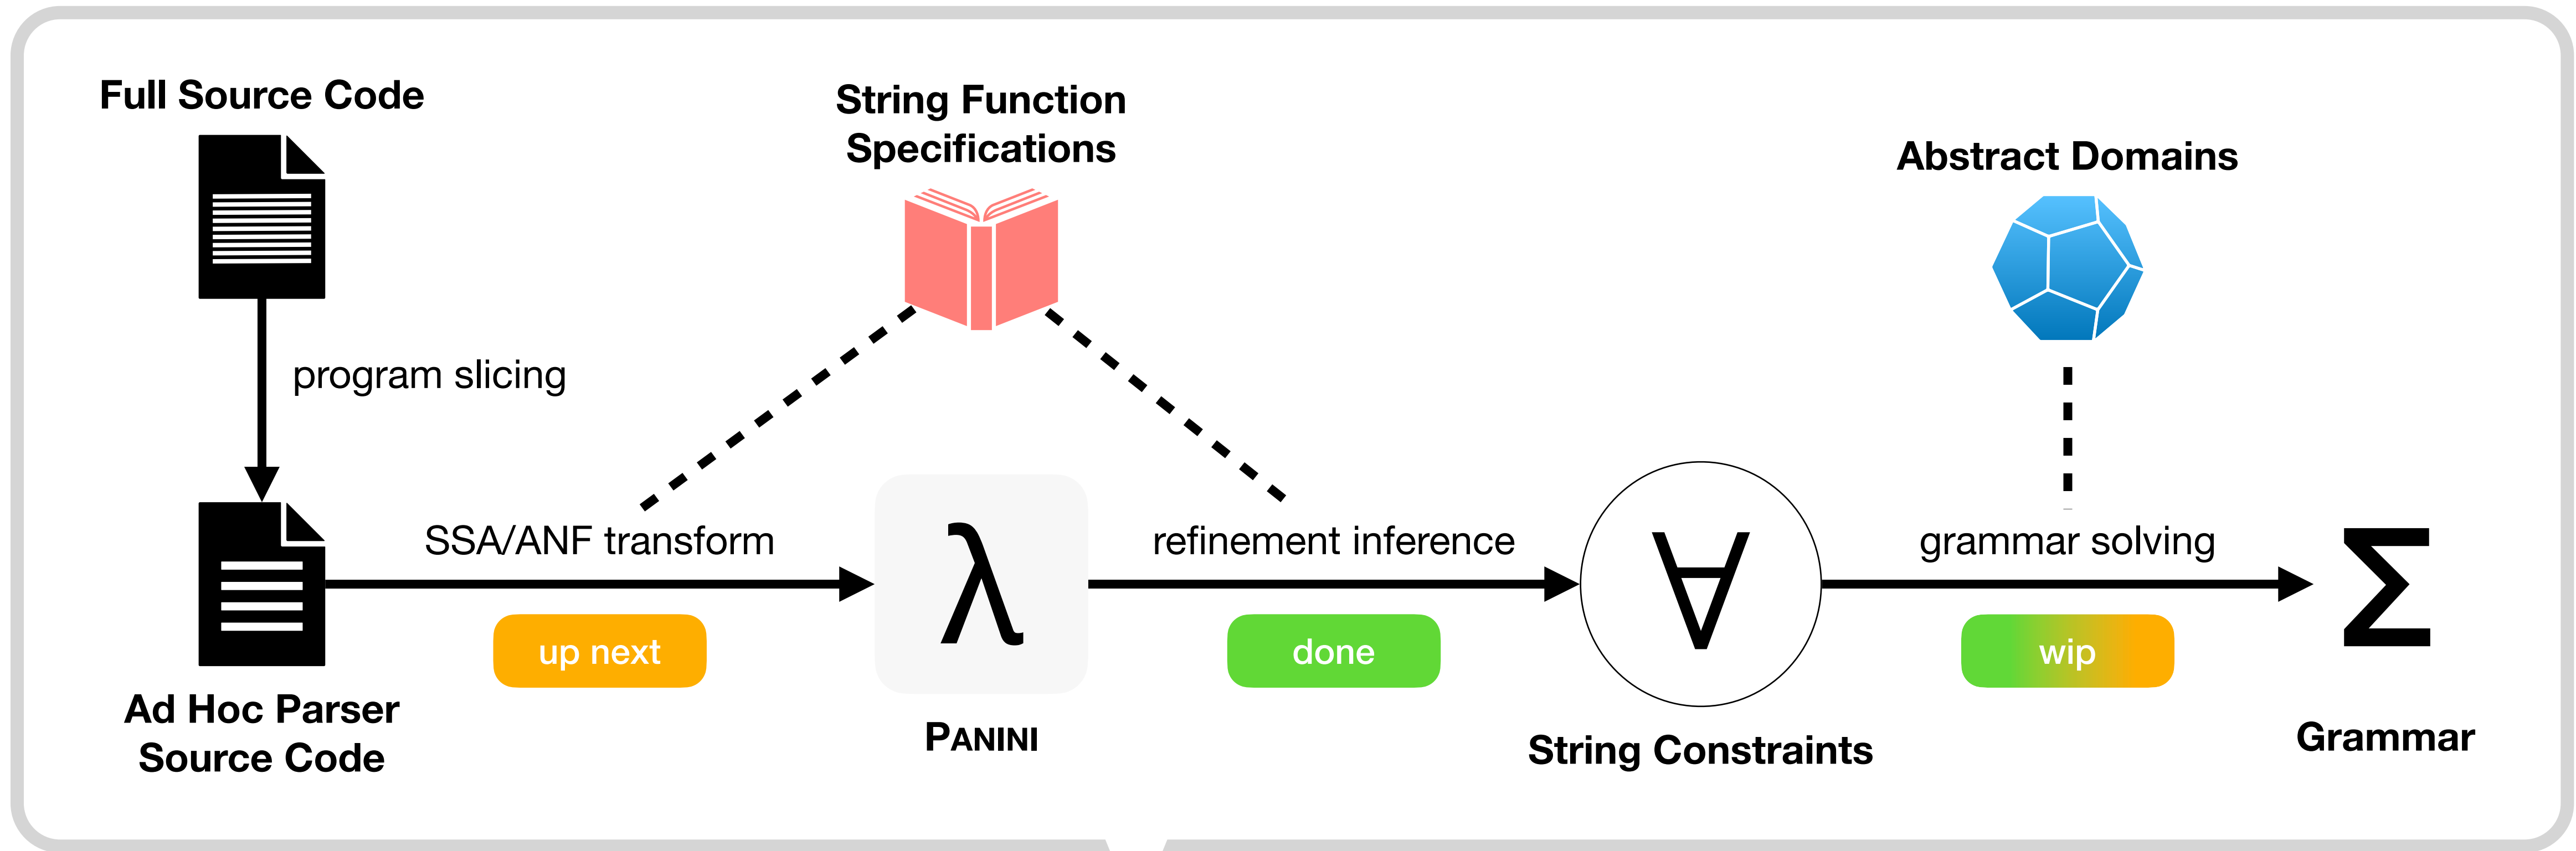 Full Source Code
String Function
Specifications
Abstract Domains
program slicing
SSA/ANF transform
λ
refinement inference
∀
grammar solving
Σ
up next
done
wip
Ad Hoc Parser
Source Code
PANINI
String Constraints
Grammar